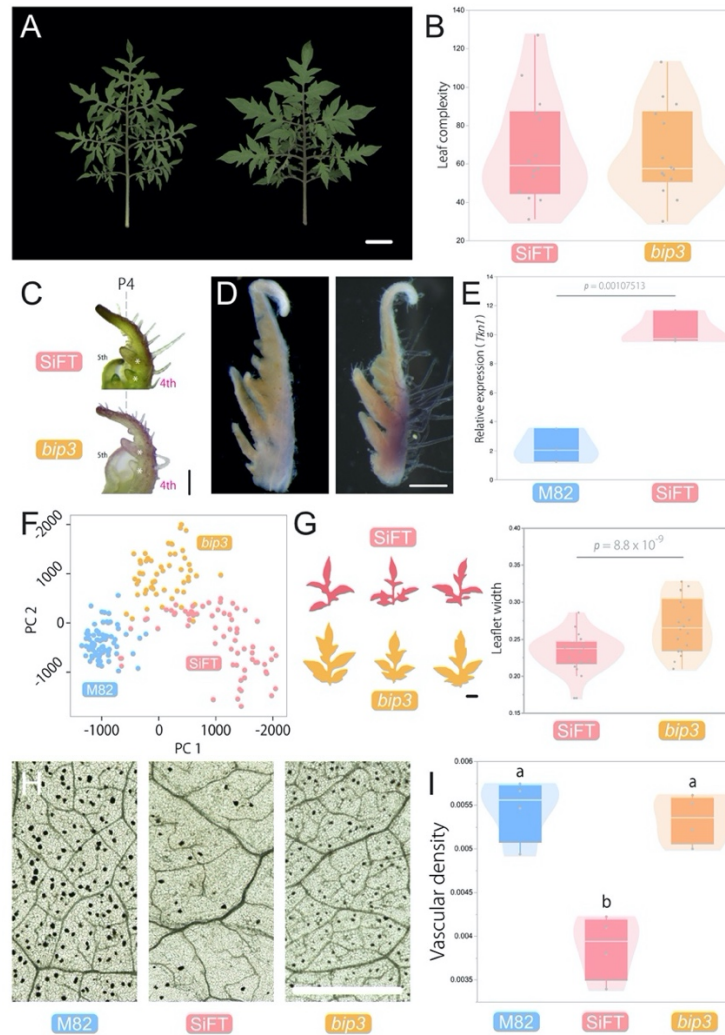 A
B
Leaf complexity
140
120
100
80
60
40
20
SiFT
bip3
C
P4
SiFT
5th
4th
bip3
5th
4th
D
E
p = 0.00107513
Relative expression (Tkn1)
14
12
10
8
6
4
2
0
M82
SiFT
F
PC 2
-2000
1000
0
-1000
bip3
SiFT
M82
-1000
0
-1000
-2000
PC 1
G
SiFT
bip3
p = 8.8 x 10⁻⁹
Leaflet width
0.40
0.35
0.30
0.25
0.20
0.15
SiFT
bip3
H
M82
SiFT
bip3
I
Vascular density
0.006
0.0055
0.005
0.0045
0.004
0.0035
a
b
a
M82
SiFT
bip3